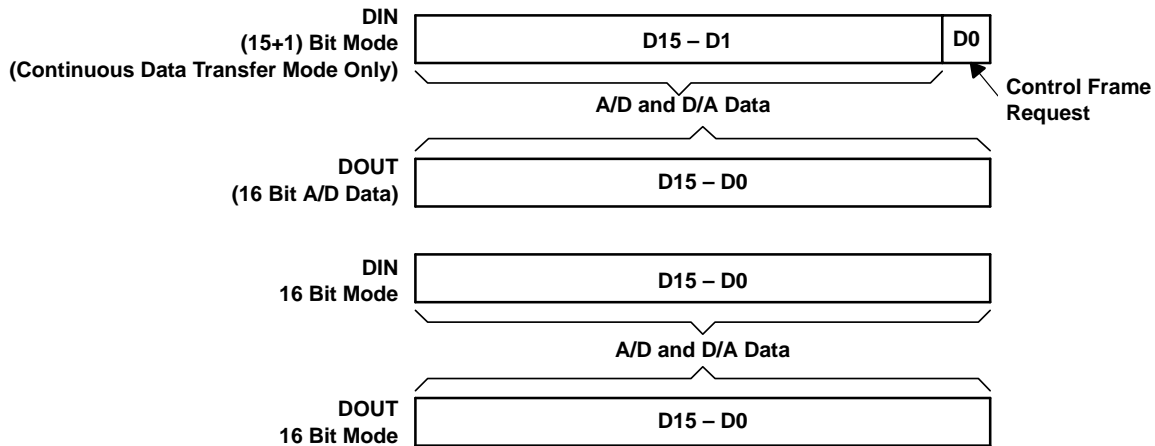 DIN
(15+1) Bit Mode
(Continuous Data Transfer Mode Only)
D15 – D1
D0
A/D and D/A Data
Control Frame
Request
DOUT
(16 Bit A/D Data)
D15 – D0
DIN
16 Bit Mode
D15 – D0
A/D and D/A Data
DOUT
16 Bit Mode
D15 – D0